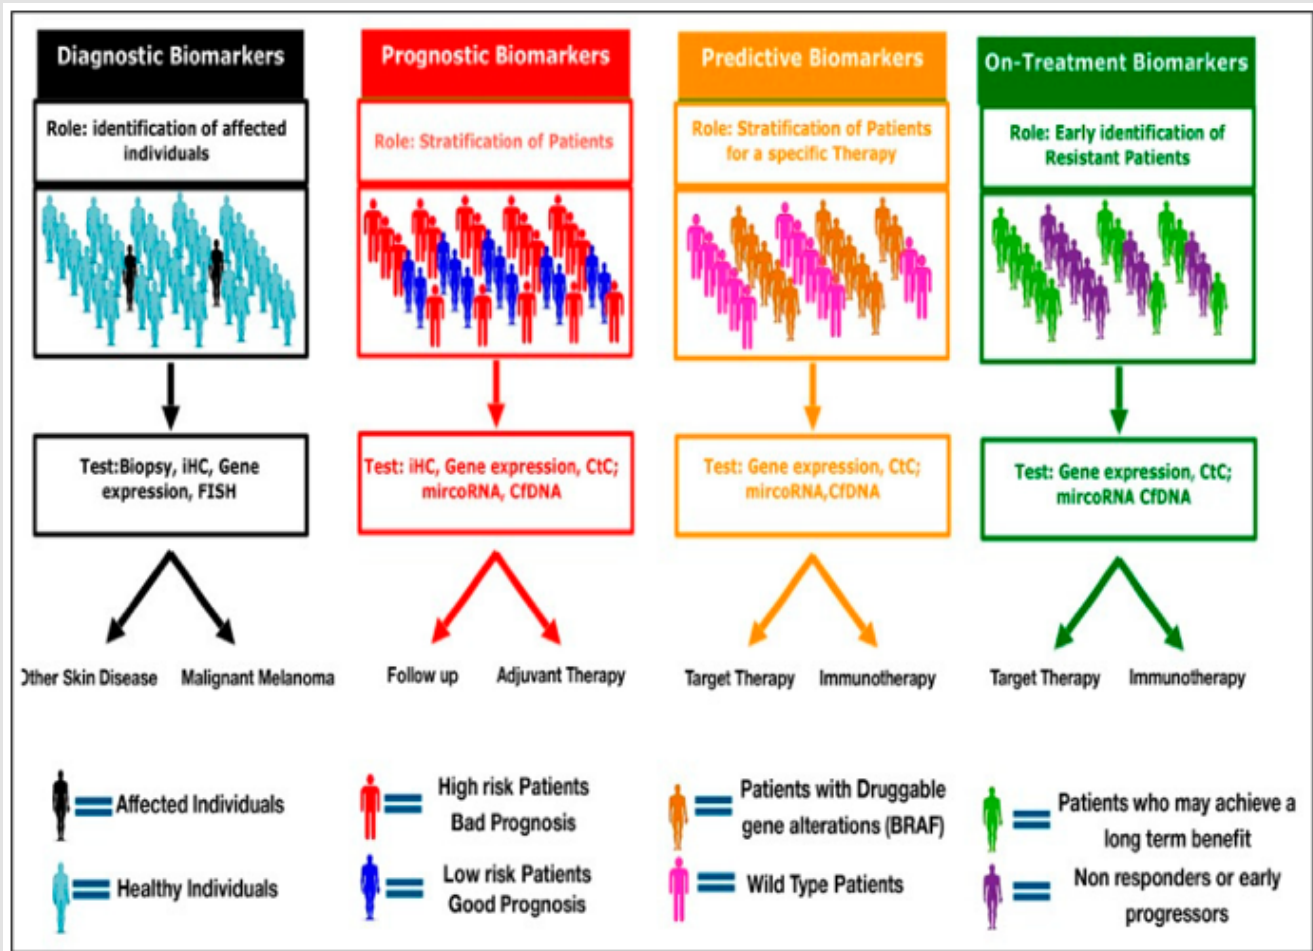 Diagnostic Biomarkers
Role: identification of affected
individuals
Test:Biopsy, iHC, Gene
expression, FISH
Other Skin Disease
Malignant Melanoma
Prognostic Biomarkers
Role: Stratification of Patients
Test: iHC, Gene expression, CtC;
mircoRNA, CfDNA
Follow up
Adjuvant Therapy
Predictive Biomarkers
Role: Stratification of Patients
for a specific Therapy
Test: Gene expression, CtC;
mircoRNA,CfDNA
Target Therapy
Immunotherapy
On-Treatment Biomarkers
Role: Early identification of
Resistant Patients
Test: Gene expression, CtC;
mircoRNA CfDNA
Target Therapy
Immunotherapy
Affected Individuals
Healthy Individuals
High risk Patients
Bad Prognosis
Low risk Patients
Good Prognosis
Patients with Druggable
gene alterations (BRAF)
Wild Type Patients
Patients who may achieve a
long term benefit
Non responders or early
progressors